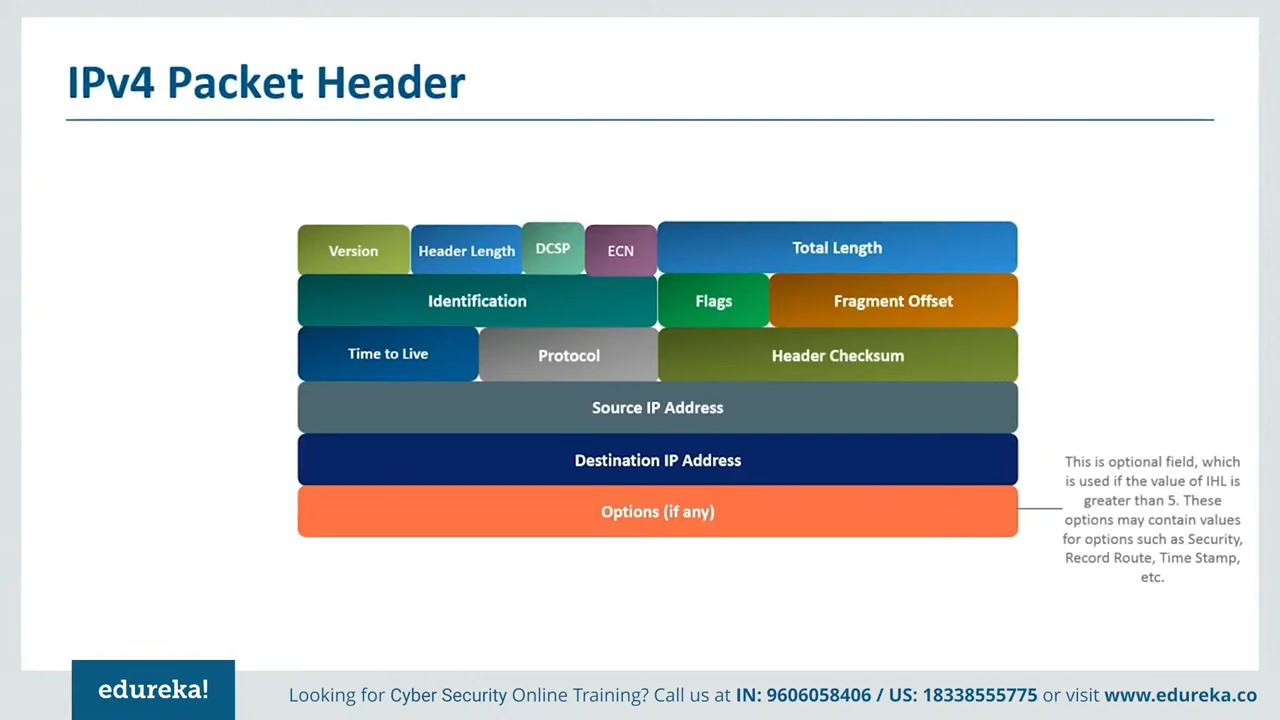 IPv4 Packet Header
Version
Header Length
DCSP
ECN
Total Length
Identification
Flags
Fragment Offset
Time to Live
Protocol
Header Checksum
Source IP Address
Destination IP Address
Options (if any)
This is optional field, which
is used if the value of IHL is
greater than 5. These
options may contain values
for options such as Security,
Record Route, Time Stamp,
etc.
edureka!
Looking for Cyber Security Online Training? Call us at IN: 9606058406 / US: 18338555775 or visit www.edureka.co